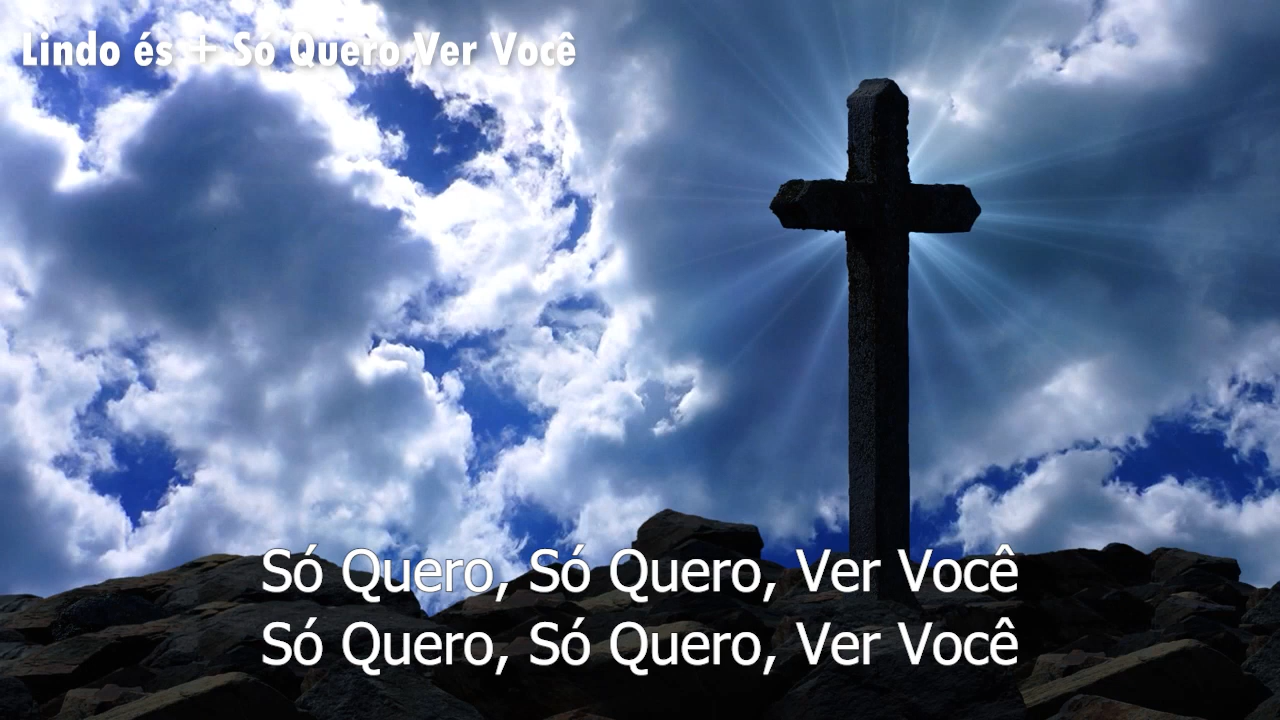 Lindo és + Só Quero Ver Você
Só Quero, Só Quero, Ver Você
Só Quero, Só Quero, Ver Você